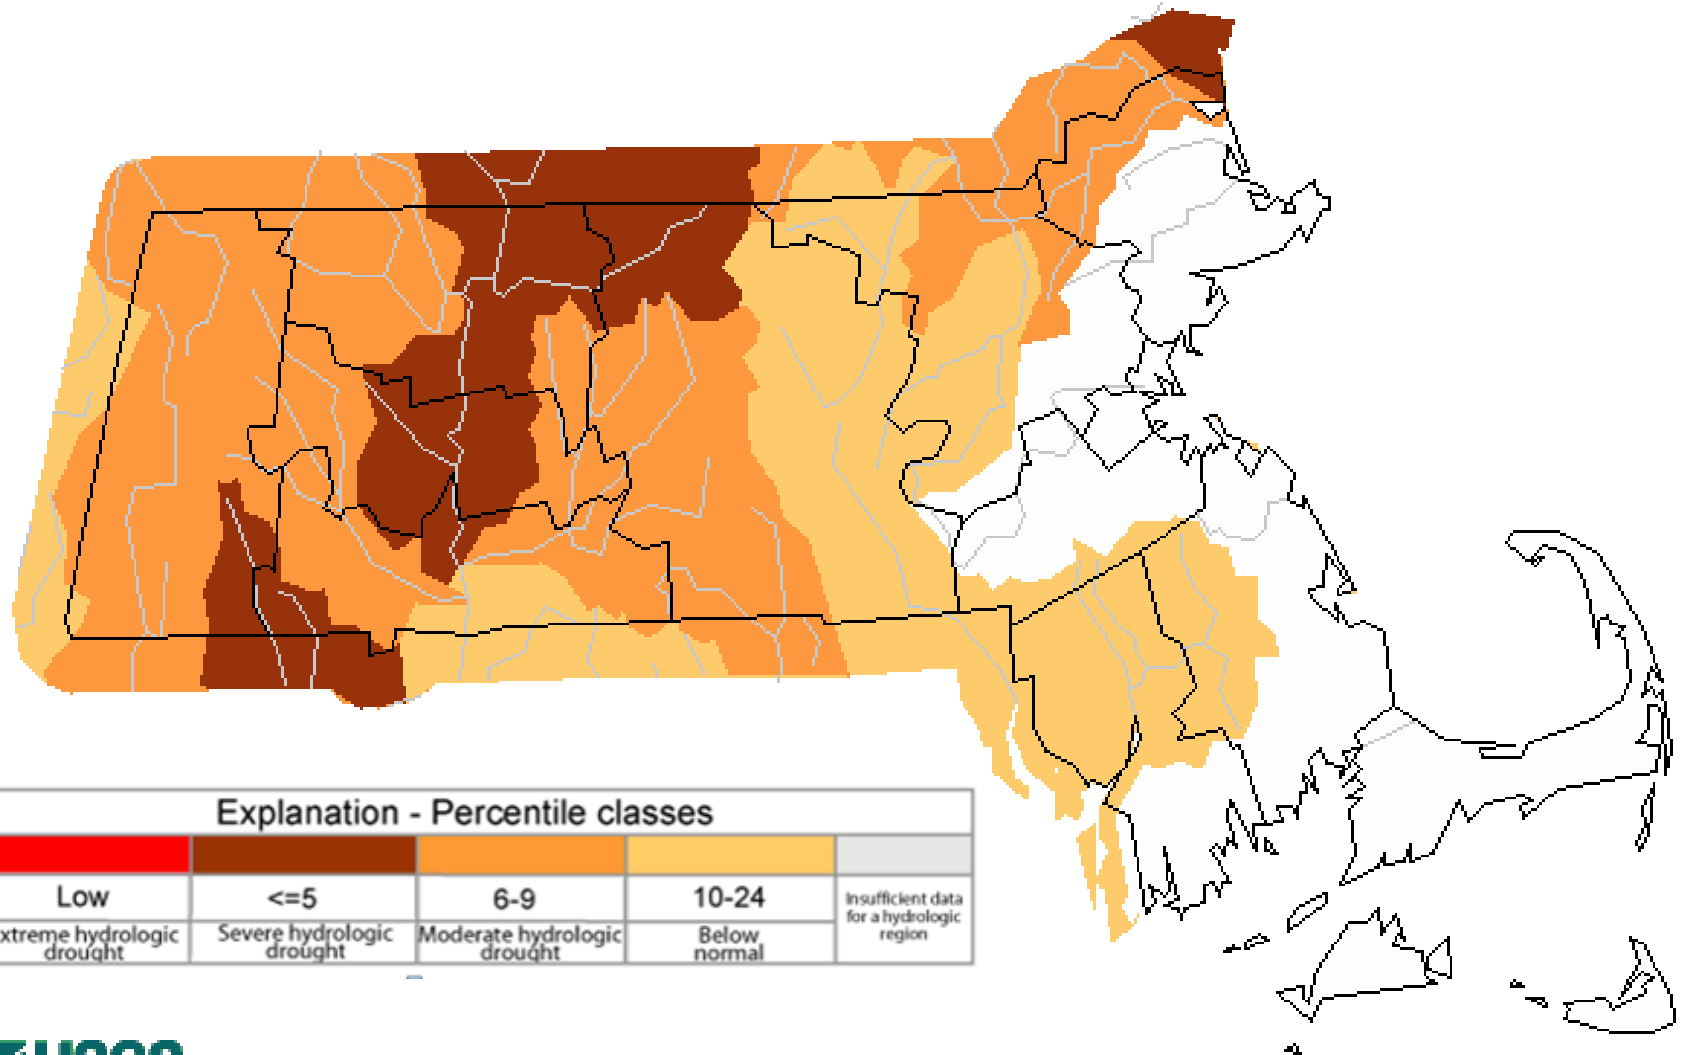 Explanation - Percentile classes
Low <=5 6-9 10-24 Insufficient data for a hydrologic region
xtreme hydrologic drought
Severe hydrologic drought
Moderate hydrologic drought
Below normal